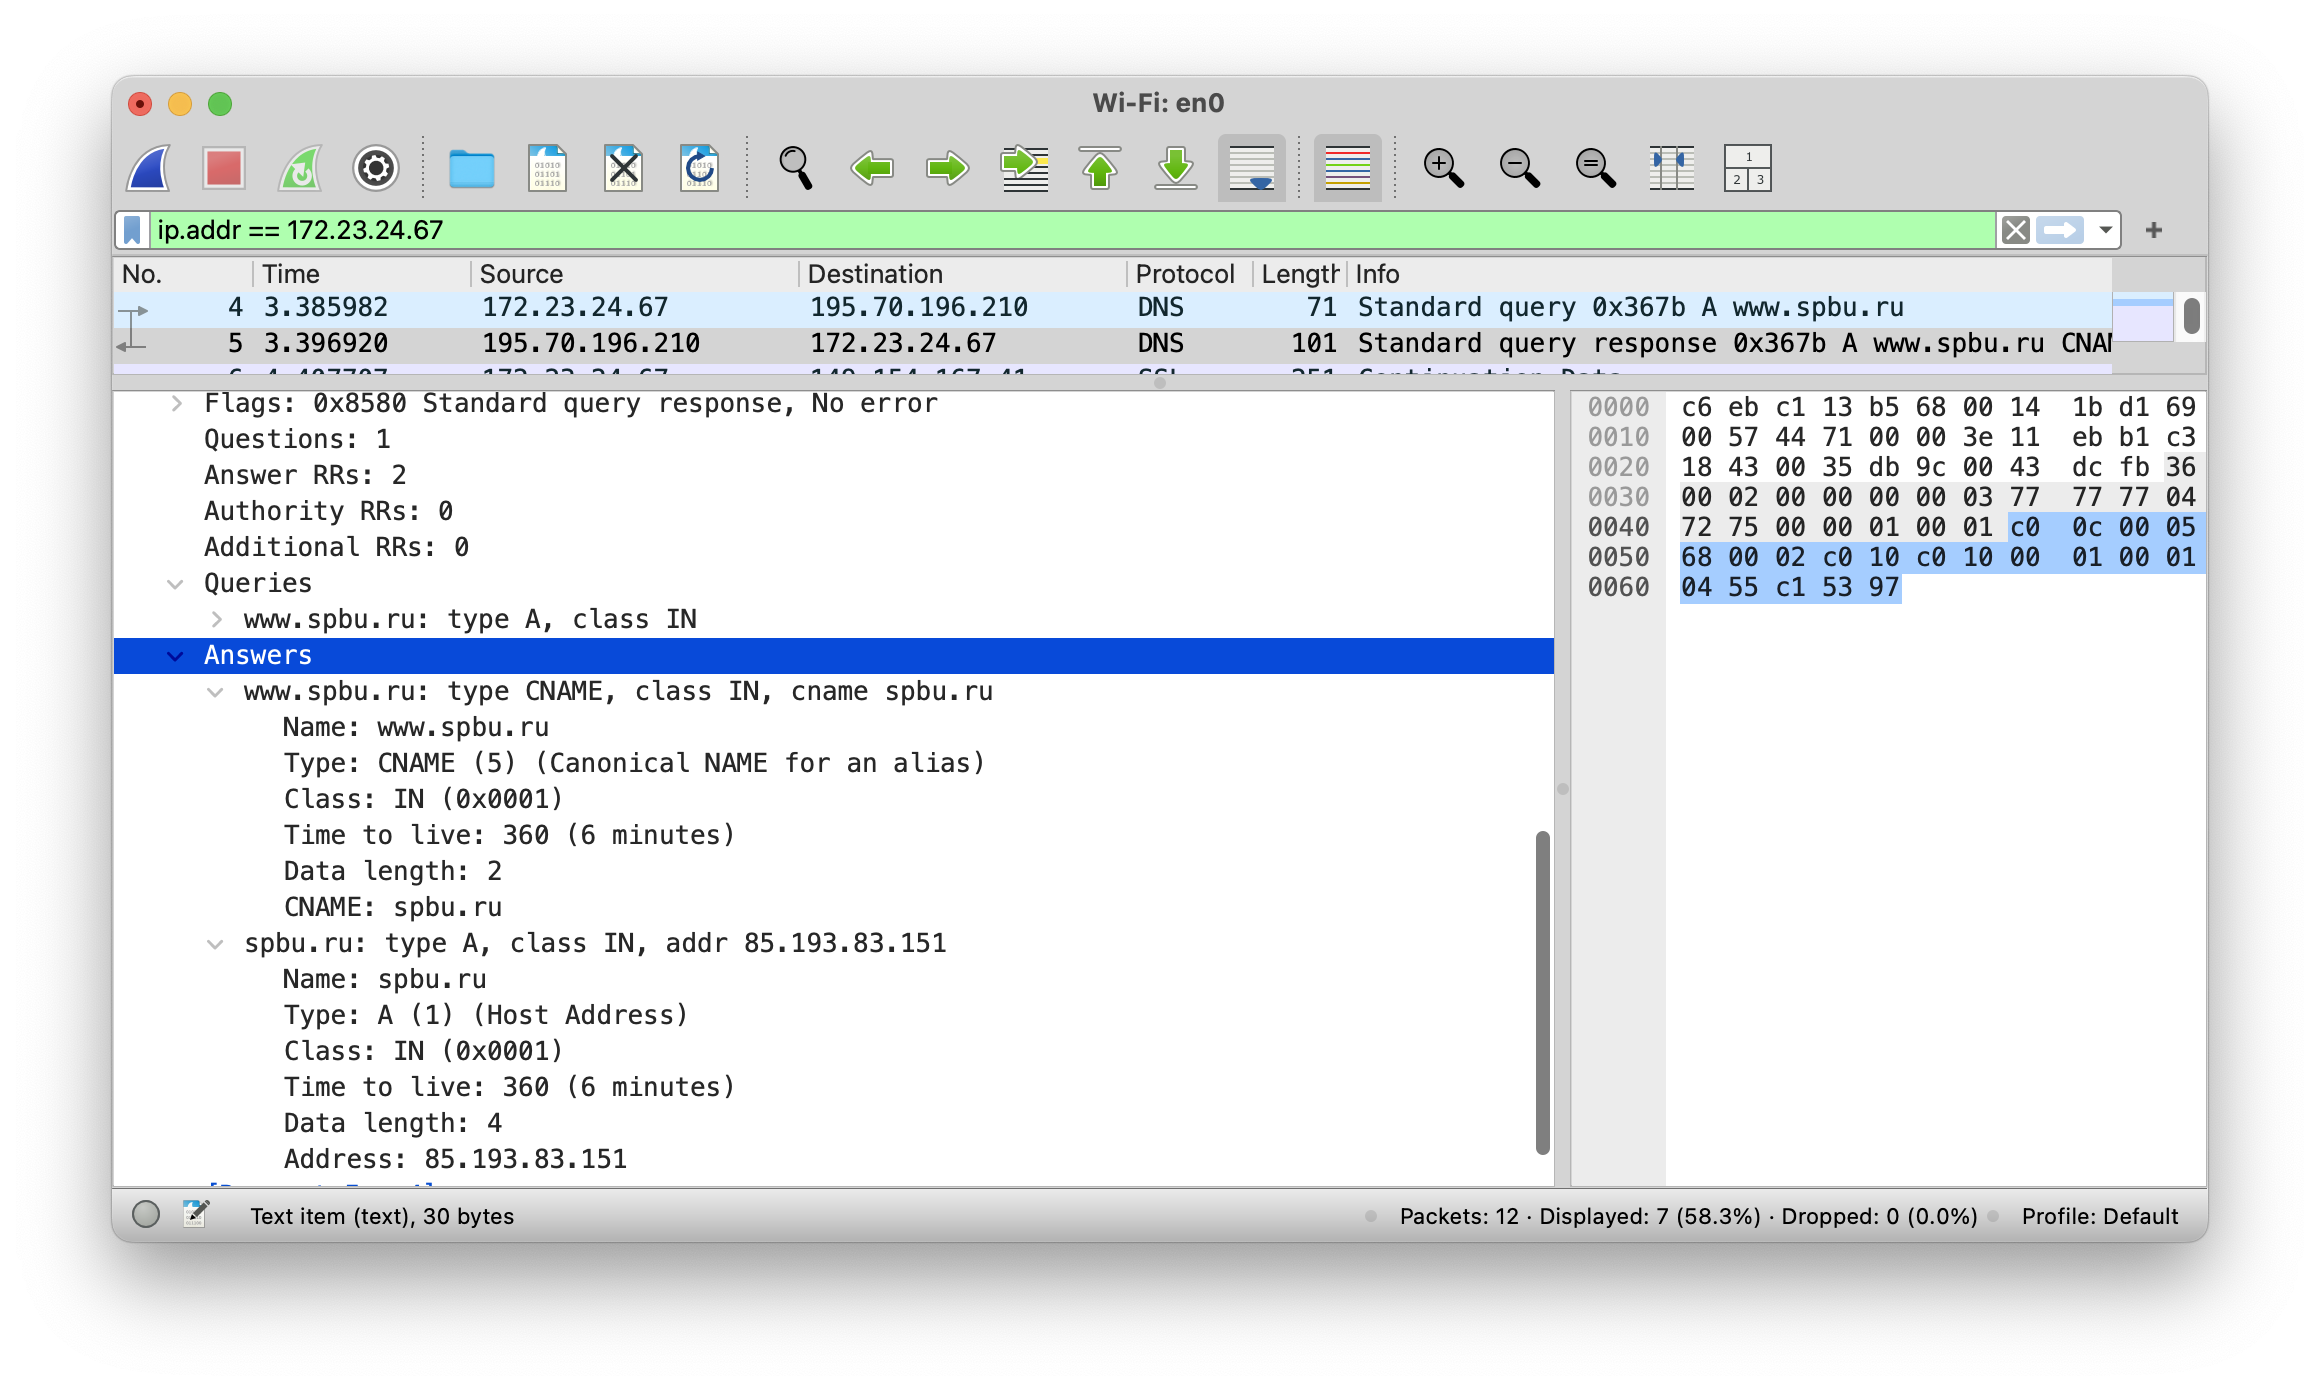 Wi-Fi: en0
ip.addr == 172.23.24.67
No. Time Source Destination Protocol Length Info
4 3.385982 172.23.24.67 195.70.196.210 DNS 71 Standard query 0x367b A www.spbu.ru
5 3.396920 195.70.196.210 172.23.24.67 DNS 101 Standard query response 0x367b A www.spbu.ru
Flags: 0x8580 Standard query response, No error
Questions: 1
Answer RRs: 2
Authority RRs: 0
Additional RRs: 0
Queries
www.spbu.ru: type A, class IN
Answers
www.spbu.ru: type CNAME, class IN, cname spbu.ru
Name: www.spbu.ru
Type: CNAME (5) (Canonical NAME for an alias)
Class: IN (0x0001)
Time to live: 360 (6 minutes)
Data length: 2
CNAME: spbu.ru
spbu.ru: type A, class IN, addr 85.193.83.151
Name: spbu.ru
Type: A (1) (Host Address)
Class: IN (0x0001)
Time to live: 360 (6 minutes)
Data length: 4
Address: 85.193.83.151
0000 c6 eb c1 13 b5 68 00 14 1b d1 69
0010 00 57 44 71 00 00 3e 11 eb b1 c3
0020 18 43 00 35 db 9c 00 43 dc fb 36
0030 00 02 00 00 00 00 03 77 77 77 04
0040 72 75 00 00 01 00 01 c0 0c 00 05
0050 68 00 02 c0 10 c0 10 00 01 00 01
0060 04 55 c1 53 97
Text item (text), 30 bytes
Packets: 12 · Displayed: 7 (58.3%) · Dropped: 0 (0.0%)
Profile: Default